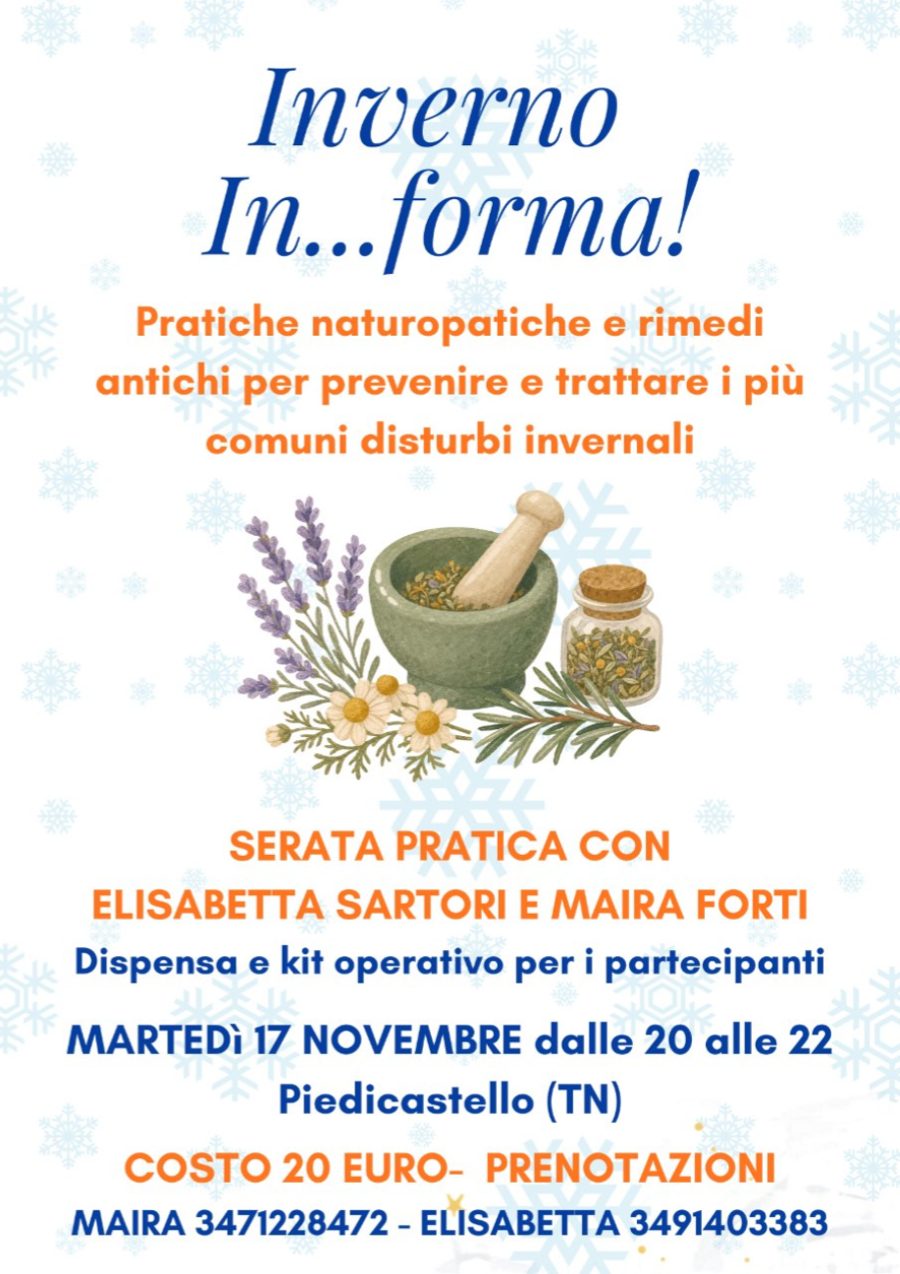 Inverno
In...forma!
Pratiche naturopatiche e rimedi
antichi per prevenire e trattare i più
comuni disturbi invernali
SERATA PRATICA CON
ELISABETTA SARTORI E MAIRA FORTI
Dispensa e kit operativo per i partecipanti
MARTEDì 17 NOVEMBRE dalle 20 alle 22
Piedicastello (TN)
COSTO 20 EURO- PRENOTAZIONI
MAIRA 3471228472 - ELISABETTA 3491403383